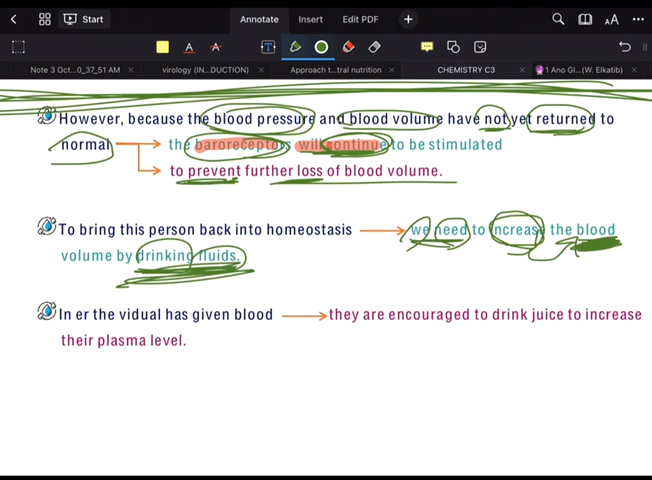 Start
Annotate Insert Edit PDF
AA
T
A A
Note 3 Oct...0_37_51 AM ×
virology (IN...DUCTION) ×
Approach t...tral nutrition ×
CHEMISTRY C3 ×
1 Ano Gl...(W. Elkatib) ×
However, because the blood pressure and blood volume have not yet returned to
normal the baroreceptors will continue to be stimulated
to prevent further loss of blood volume.
To bring this person back into homeostasis we need to increase the blood
volume by drinking fluids.
In er the vidual has given blood they are encouraged to drink juice to increase
their plasma level.